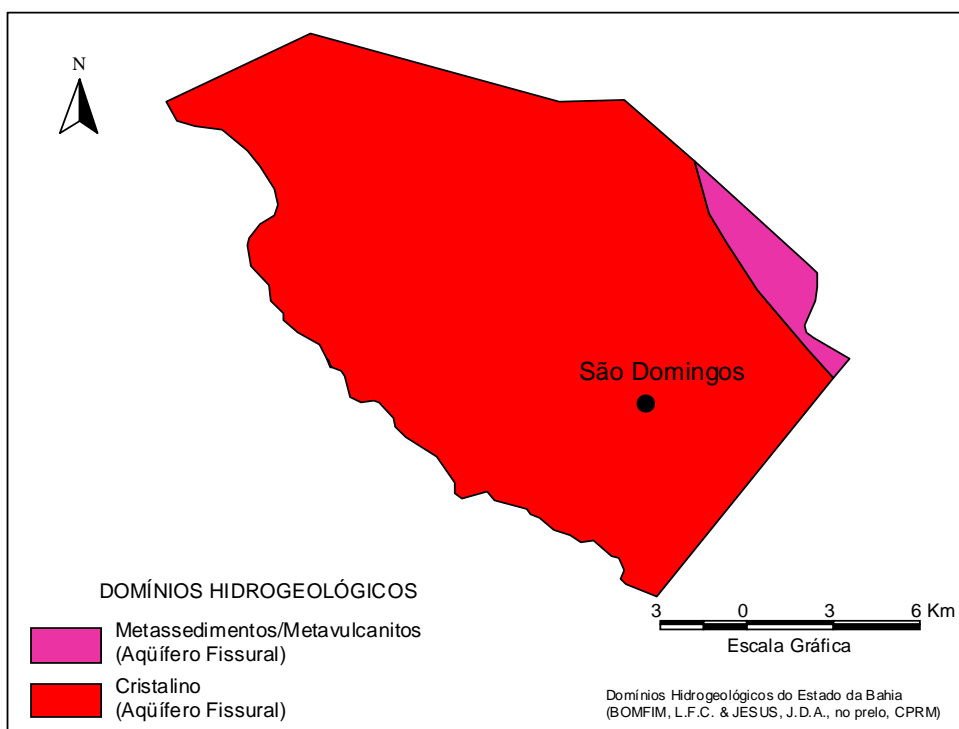 N
São Domingos
DOMÍNIOS HIDROGEOLÓGICOS
Metassedimentos/Metavulcanitos
(Aqüífero Fissural)
Cristalino
(Aqüífero Fissural)
3 0 3 6 Km
Escala Gráfica
Domínios Hidrogeológicos do Estado da Bahia
(BOMFIM, L.F.C. & JESUS, J.D.A., no prelo, CPRM)